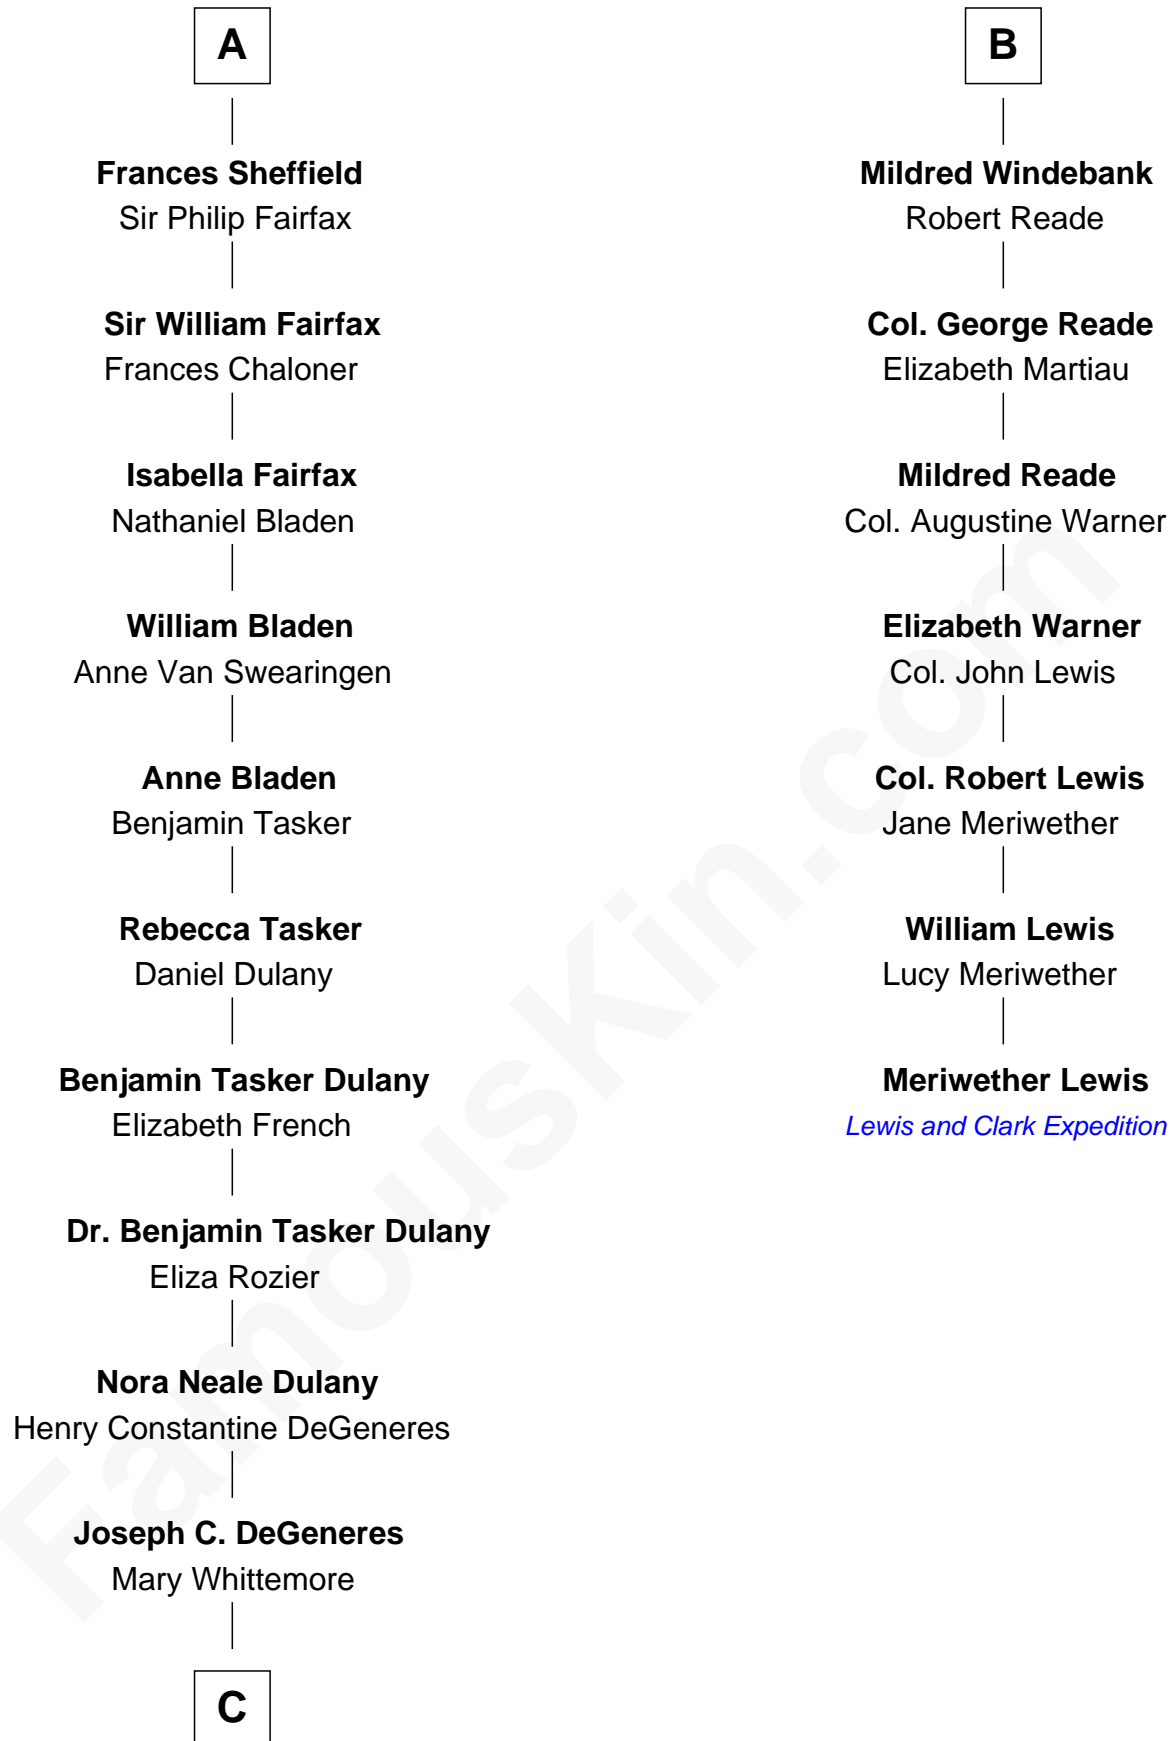 A
Frances Sheffield
Sir Philip Fairfax
Sir William Fairfax
Frances Chaloner
Isabella Fairfax
Nathaniel Bladen
William Bladen
Anne Van Swearingen
Anne Bladen
Benjamin Tasker
Rebecca Tasker
Daniel Dulany
Benjamin Tasker Dulany
Elizabeth French
Dr. Benjamin Tasker Dulany
Eliza Rozier
Nora Neale Dulany
Henry Constantine DeGeneres
Joseph C. DeGeneres
Mary Whittemore
C
B
Mildred Windebank
Robert Reade
Col. George Reade
Elizabeth Martiau
Mildred Reade
Col. Augustine Warner
Elizabeth Warner
Col. John Lewis
Col. Robert Lewis
Jane Meriwether
William Lewis
Lucy Meriwether
Meriwether Lewis
Lewis and Clark Expedition
FamousKin.com